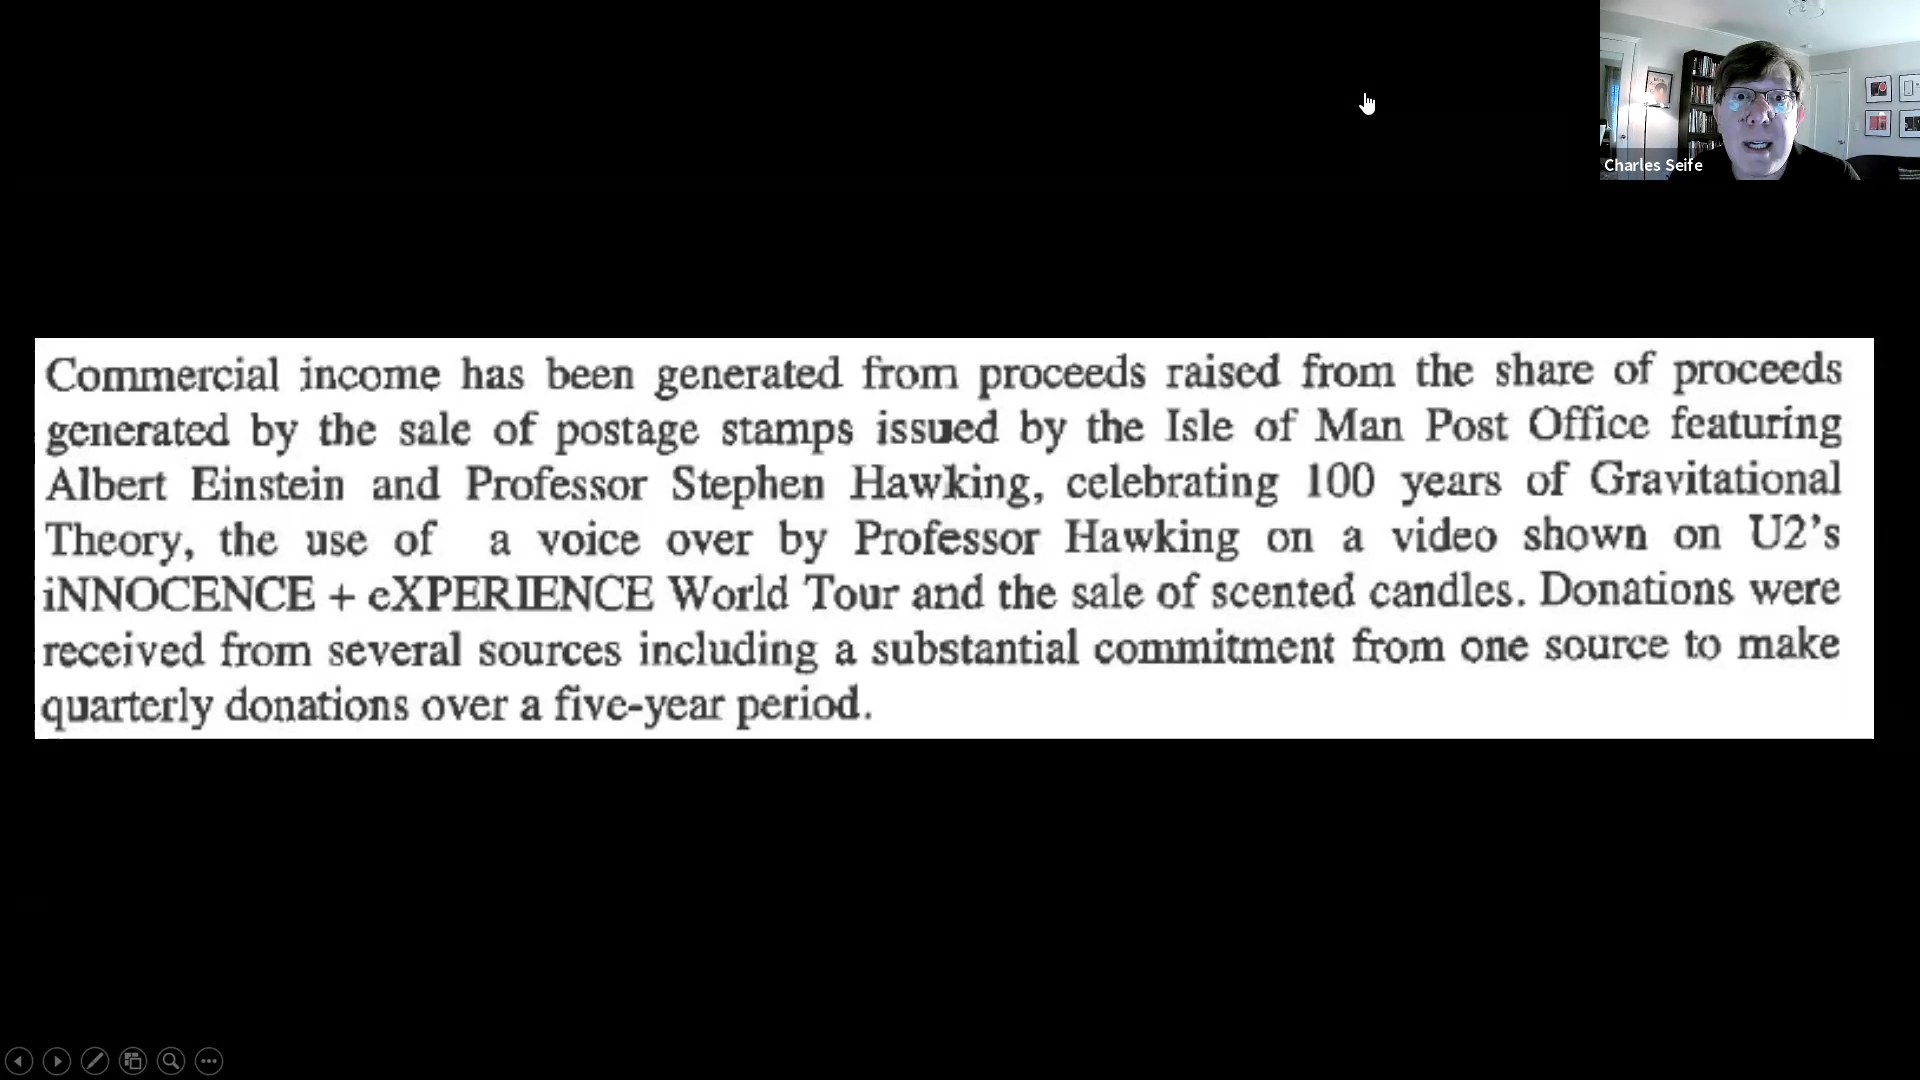 Charles Seife
Commercial income has been generated from proceeds raised from the share of proceeds
generated by the sale of postage stamps issued by the Isle of Man Post Office featuring
Albert Einstein and Professor Stephen Hawking, celebrating 100 years of Gravitational
Theory, the use of a voice over by Professor Hawking on a video shown on U2's
iNNOCENCE + eXPERIENCE World Tour and the sale of scented candles. Donations were
received from several sources including a substantial commitment from one source to make
quarterly donations over a five-year period.